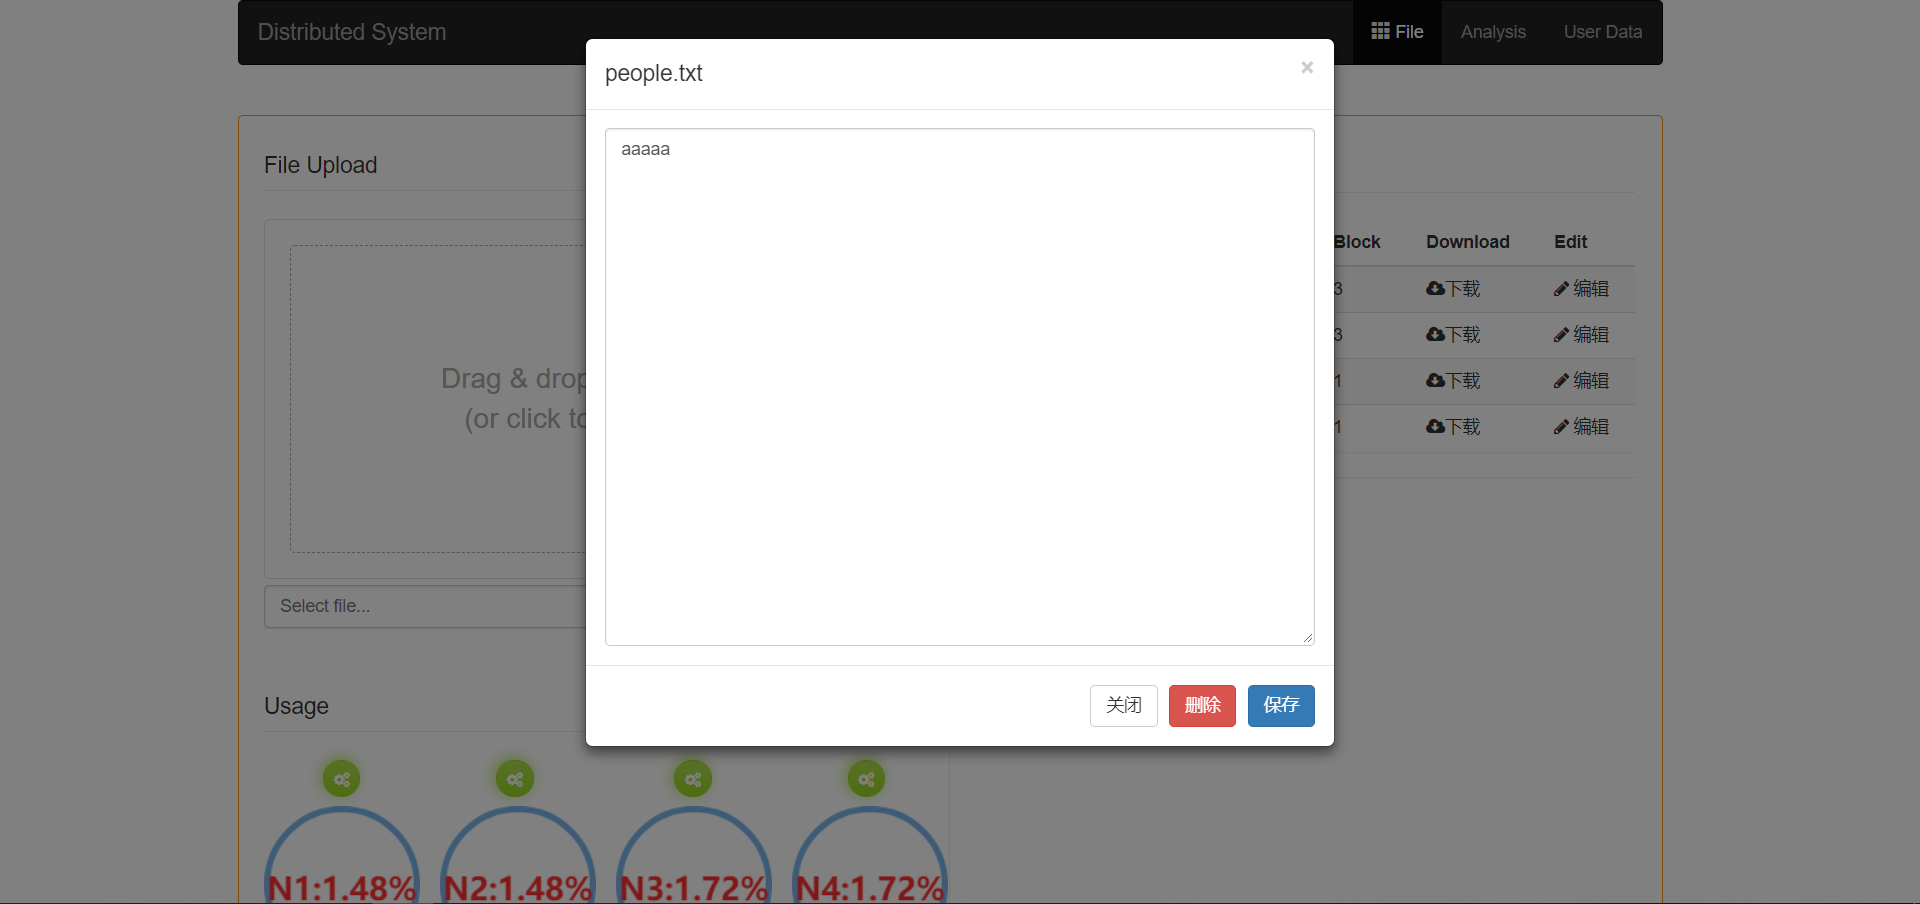 Distributed System
File
Analysis
User Data
people.txt
×
aaaaa
关闭
删除
保存
File Upload
Drag & drop
(or click to
Select file...
Block
Download
Edit
3
下载
编辑
3
下载
编辑
1
下载
编辑
1
下载
编辑
Usage
N1:1.48%
N2:1.48%
N3:1.72%
N4:1.72%